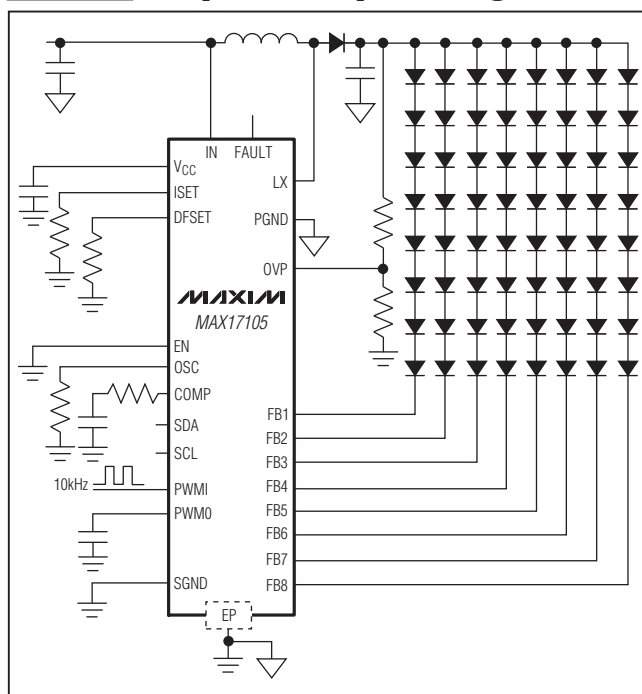 IN
FAULT
VCC
ISET
DFSET
LX
PGND
OVP
MAXIM
MAX17105
EN
OSC
COMP
SDA
SCL
10kHz
PWMI
PWM0
SGND
EP
FB1
FB2
FB3
FB4
FB5
FB6
FB7
FB8